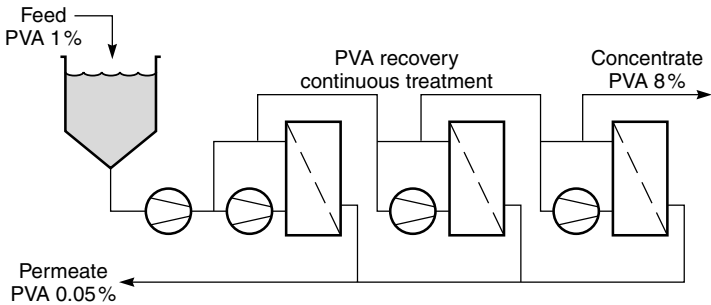 Feed
PVA 1%
PVA recovery
continuous treatment
Concentrate
PVA 8%
Permeate
PVA 0.05%